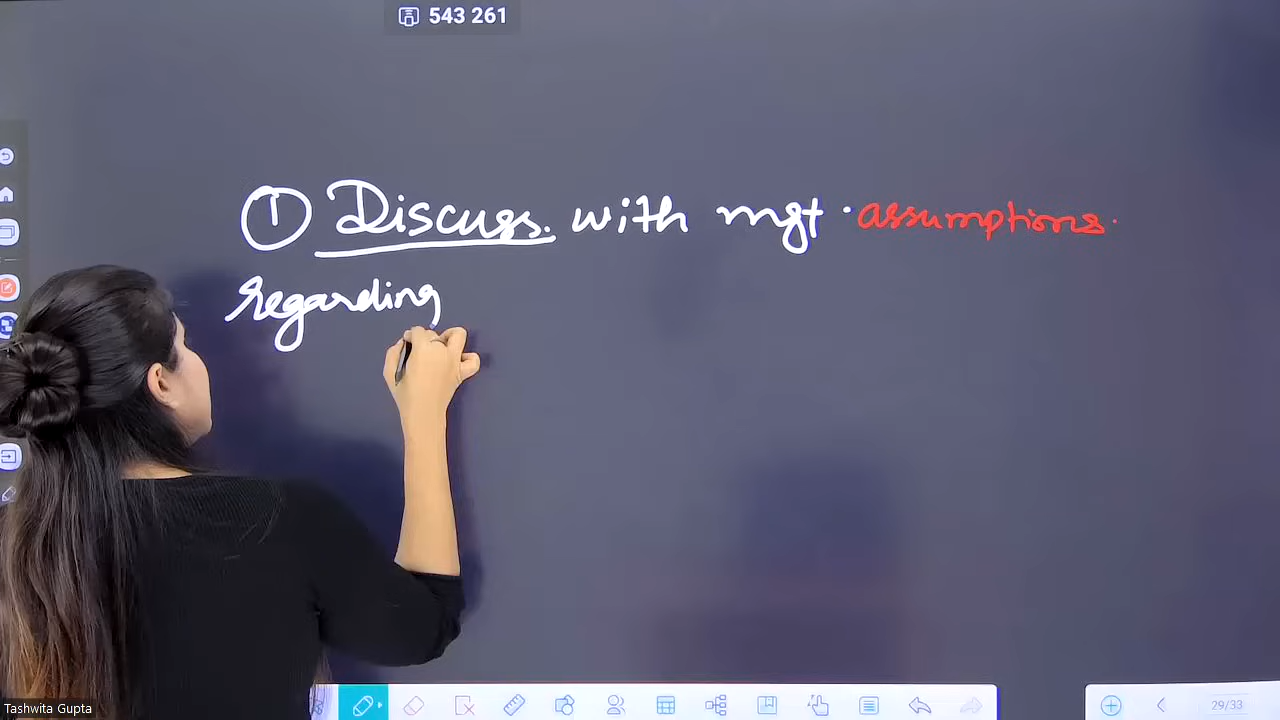 543 261
① Discuss. with mgt. assumptions.
regarding
Tashwita Gupta
29/33